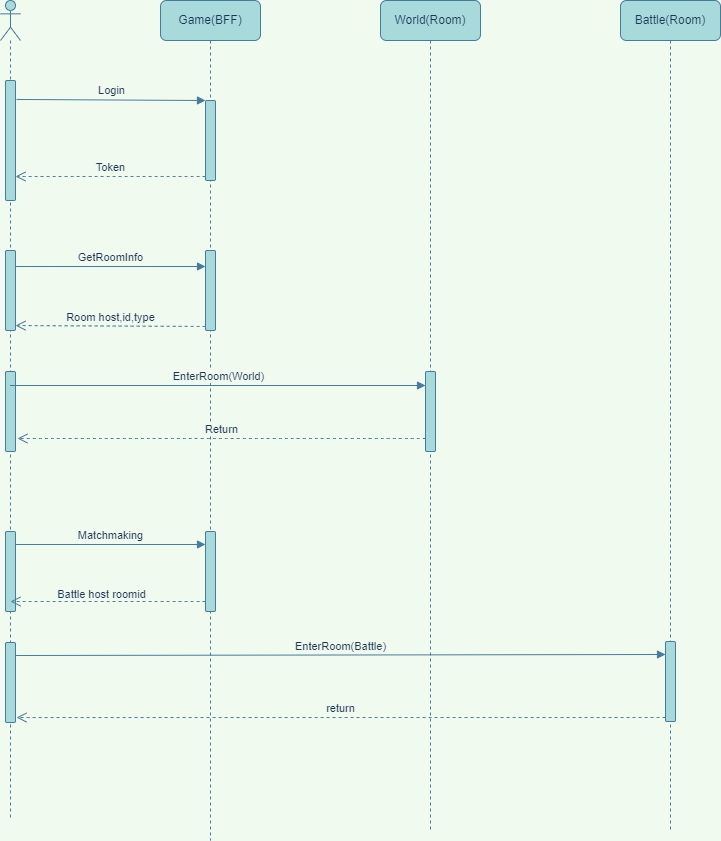 Game(BFF)
World(Room)
Battle(Room)
Login
Token
GetRoomInfo
Room host,id,type
EnterRoom(World)
Return
Matchmaking
Battle host roomid
EnterRoom(Battle)
return